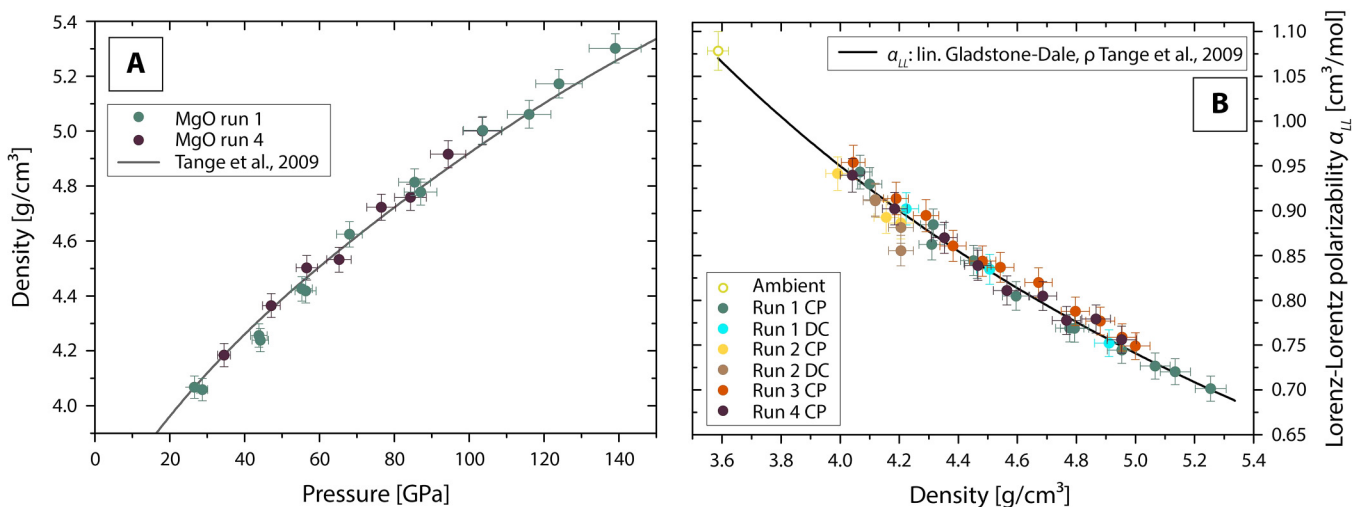 A
MgO run 1
MgO run 4
Tange et al., 2009
Density [g/cm³]
5.4
5.2
5.0
4.8
4.6
4.4
4.2
4.0
0 20 40 60 80 100 120 140
Pressure [GPa]
B
α_LL: lin. Gladstone-Dale, ρ Tange et al., 2009
Ambient
Run 1 CP
Run 1 DC
Run 2 CP
Run 2 DC
Run 3 CP
Run 4 CP
3.6 4.0 4.2 4.4 4.6 4.8 5.0 5.2 5.4
Density [g/cm³]
1.10
1.05
1.00
0.95
0.90
0.85
0.80
0.75
0.70
0.65
Lorenz-Lorentz polarizability α_LL [cm³/mol]